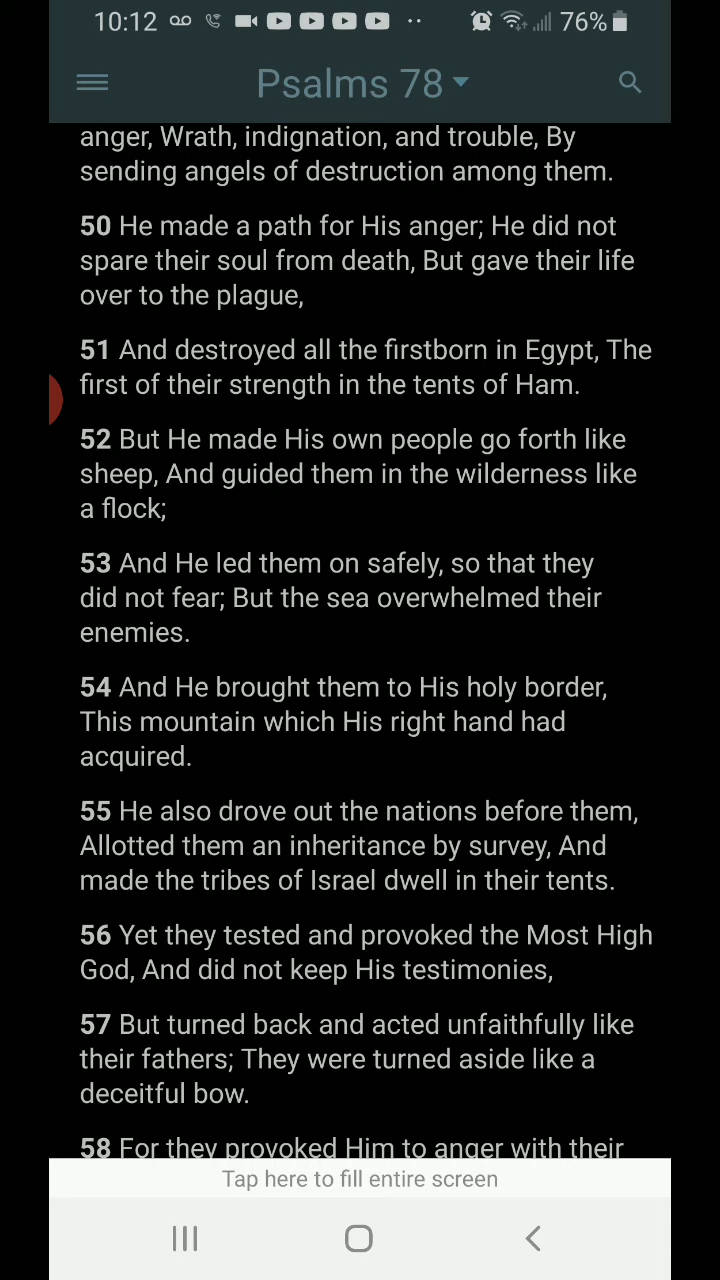 10:12 76%
Psalms 78
anger, Wrath, indignation, and trouble, By
sending angels of destruction among them.
50 He made a path for His anger; He did not
spare their soul from death, But gave their life
over to the plague,
51 And destroyed all the firstborn in Egypt, The
first of their strength in the tents of Ham.
52 But He made His own people go forth like
sheep, And guided them in the wilderness like
a flock;
53 And He led them on safely, so that they
did not fear; But the sea overwhelmed their
enemies.
54 And He brought them to His holy border,
This mountain which His right hand had
acquired.
55 He also drove out the nations before them,
Allotted them an inheritance by survey, And
made the tribes of Israel dwell in their tents.
56 Yet they tested and provoked the Most High
God, And did not keep His testimonies,
57 But turned back and acted unfaithfully like
their fathers; They were turned aside like a
deceitful bow.
58 For they provoked Him to anger with their
Tap here to fill entire screen